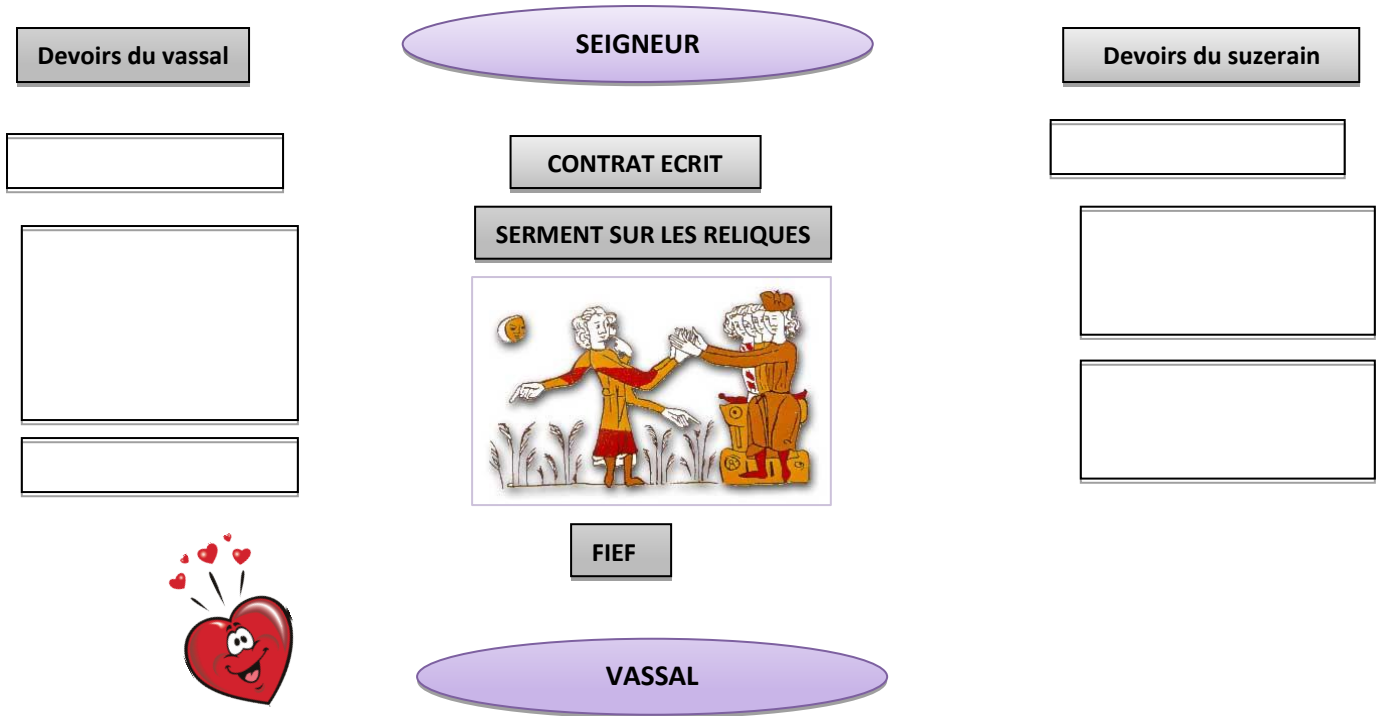 SEIGNEUR
Devoirs du vassal
Devoirs du suzerain
CONTRAT ECRIT
SERMENT SUR LES RELIQUES
FIEF
VASSAL